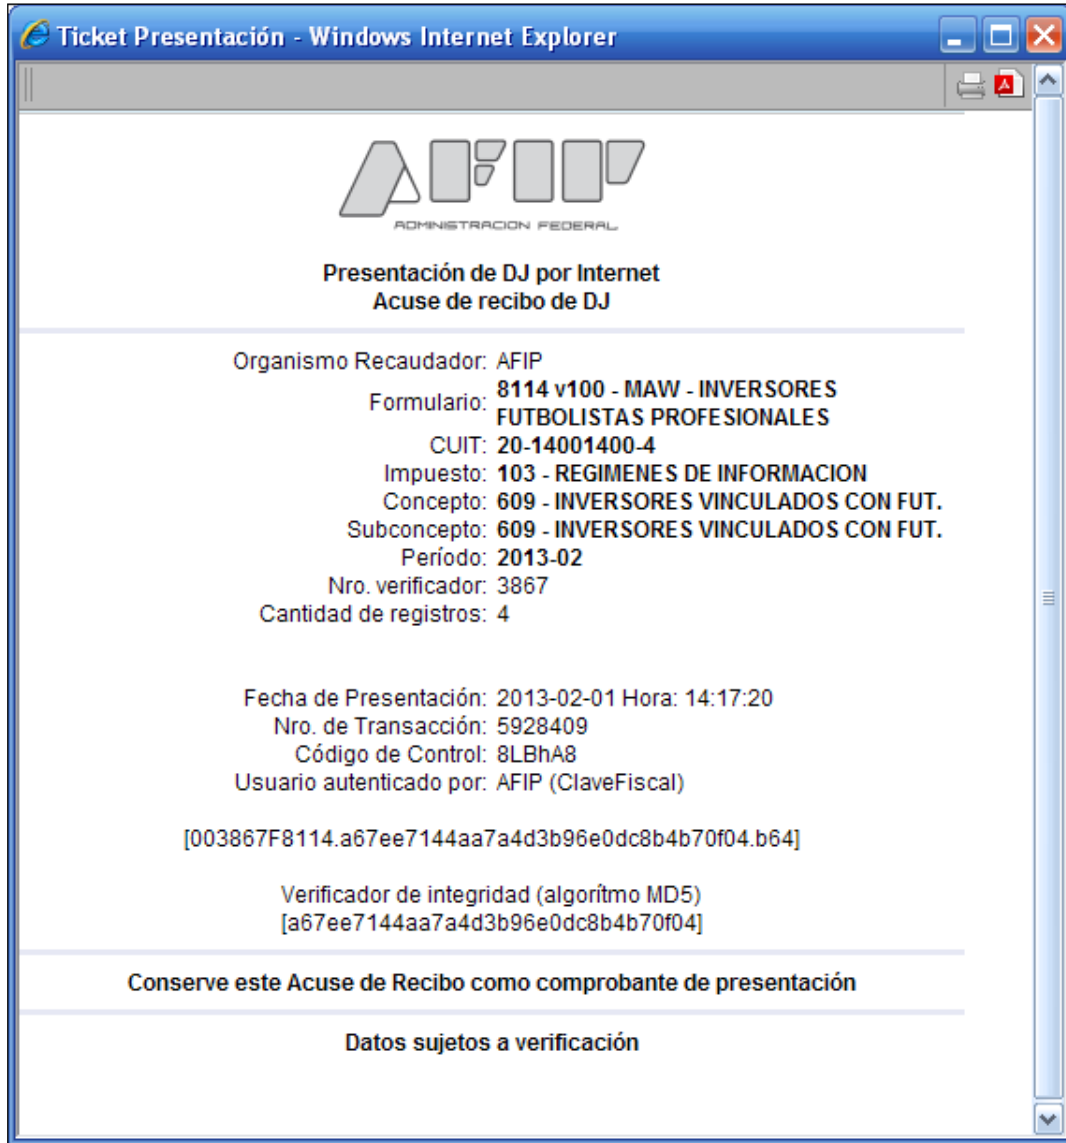 Ticket Presentación - Windows Internet Explorer
AFIP
ADMINISTRACION FEDERAL
Presentación de DJ por Internet
Acuse de recibo de DJ
Organismo Recaudador: AFIP
Formulario: 8114 v100 - MAW - INVERSORES
FUTBOLISTAS PROFESIONALES
CUIT: 20-14001400-4
Impuesto: 103 - REGIMENES DE INFORMACION
Concepto: 609 - INVERSORES VINCULADOS CON FUT.
Subconcepto: 609 - INVERSORES VINCULADOS CON FUT.
Período: 2013-02
Nro. verificador: 3867
Cantidad de registros: 4
Fecha de Presentación: 2013-02-01 Hora: 14:17:20
Nro. de Transacción: 5928409
Código de Control: 8LBhA8
Usuario autenticado por: AFIP (ClaveFiscal)
[003867F8114.a67ee7144aa7a4d3b96e0dc8b4b70f04.b64]
Verificador de integridad (algorítmo MD5)
[a67ee7144aa7a4d3b96e0dc8b4b70f04]
Conserve este Acuse de Recibo como comprobante de presentación
Datos sujetos a verificación